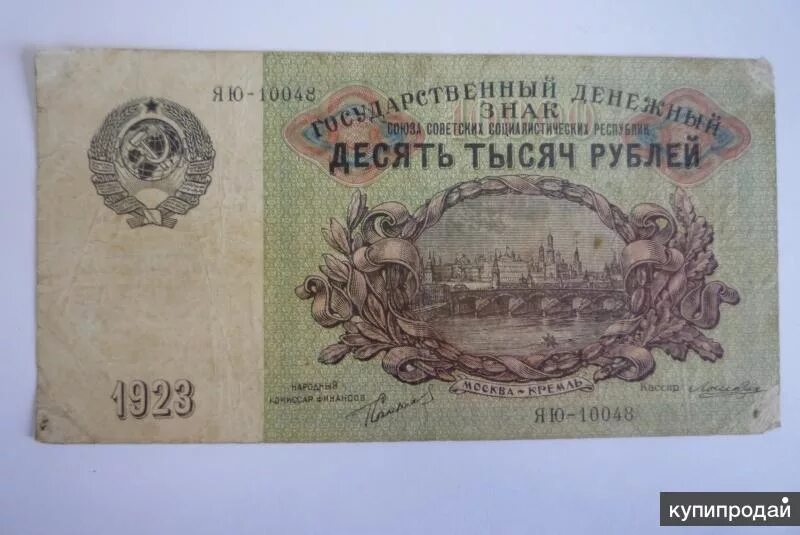 ЯЮ-10048
ГОСУДАРСТВЕННЫЙ ДЕНЕЖНЫЙ
ЗНАК
СОЮЗА СОВЕТСКИХ СОЦИАЛИСТИЧЕСКИХ РЕСПУБЛИК
ДЕСЯТЬ ТЫСЯЧ РУБЛЕЙ
1923
НАРОДНЫЙ
КОМИССАР ФИНАНСОВ
МОСКВА-КРЕМЛЬ
Кассир
ЯЮ-10048
купипродай